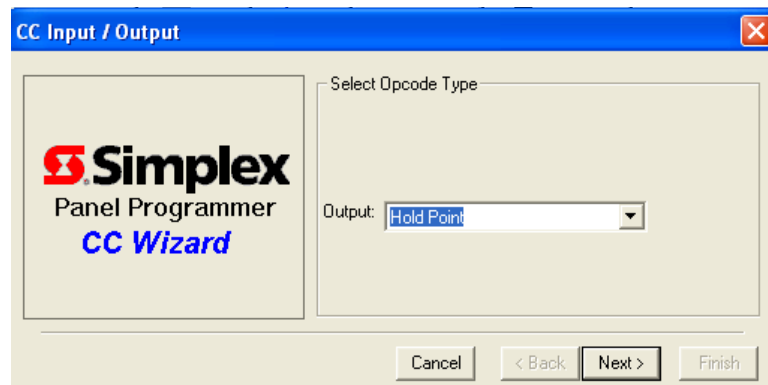 CC Input / Output
Select Opcode Type
Simplex
Panel Programmer
CC Wizard
Output: Hold Point
Cancel < Back Next > Finish